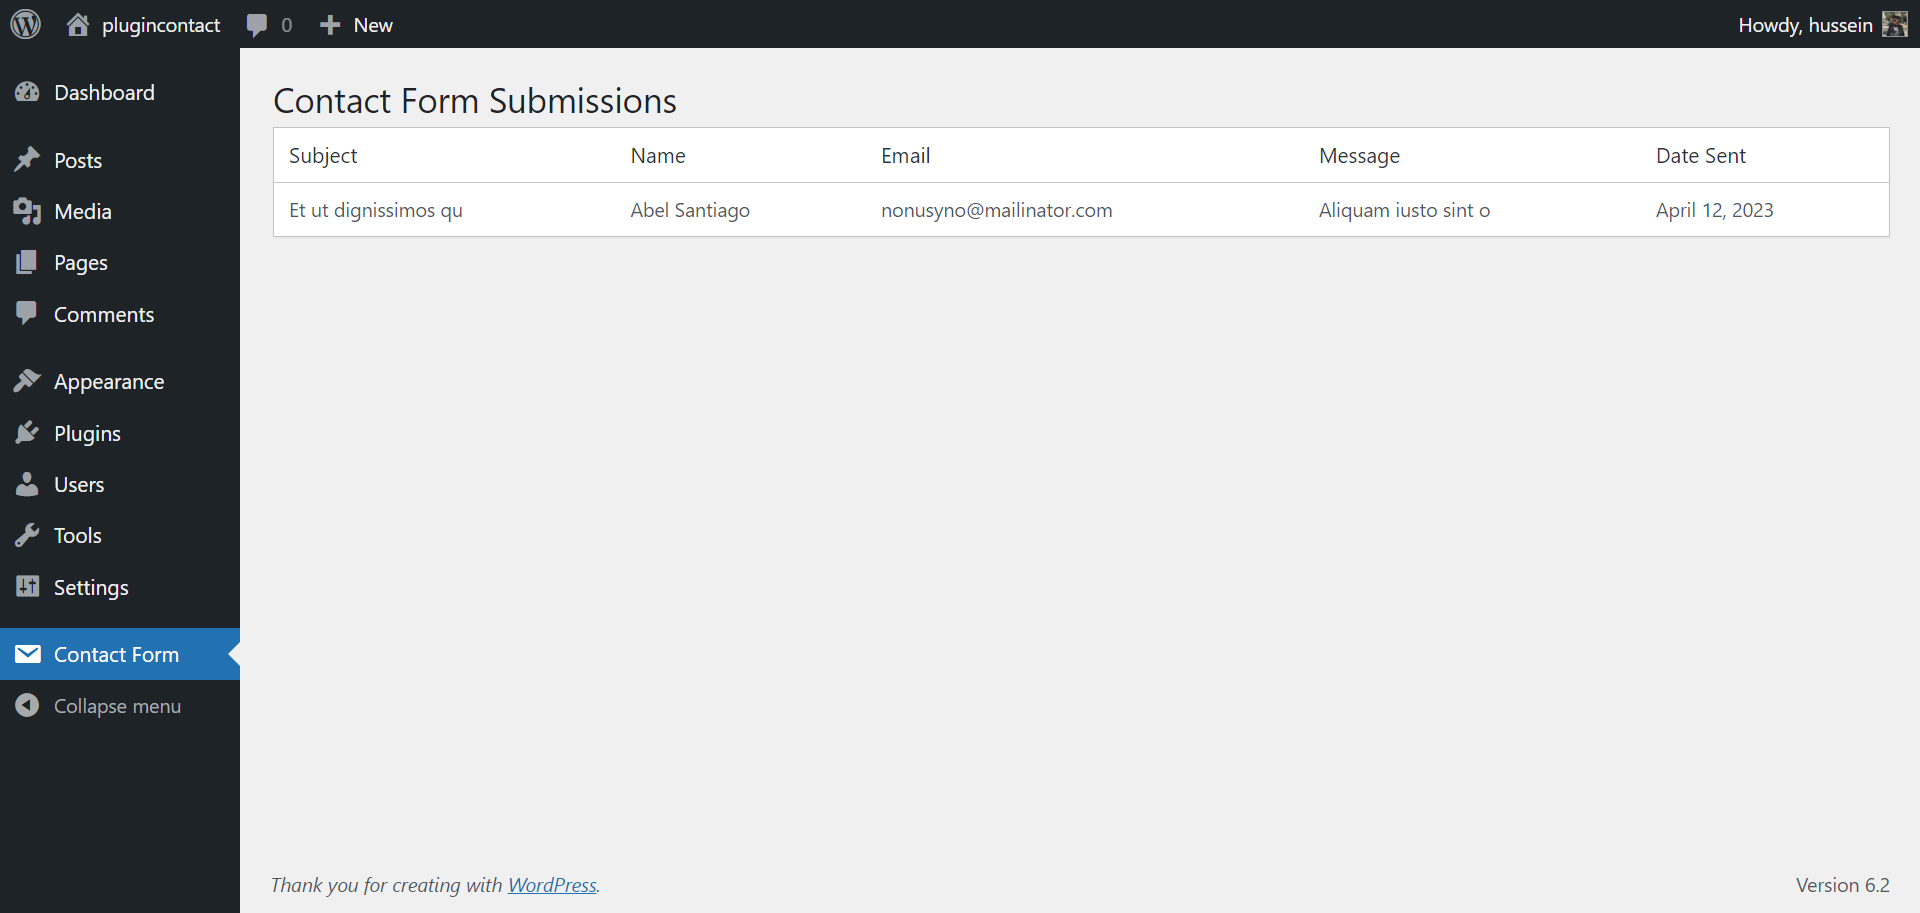 plugincontact 0 New Howdy, hussein
Dashboard
Posts
Media
Pages
Comments
Appearance
Plugins
Users
Tools
Settings
Contact Form
Collapse menu
Contact Form Submissions
Subject Name Email Message Date Sent
Et ut dignissimos qu Abel Santiago nonusyno@mailinator.com Aliquam iusto sint o April 12, 2023
Thank you for creating with WordPress. Version 6.2